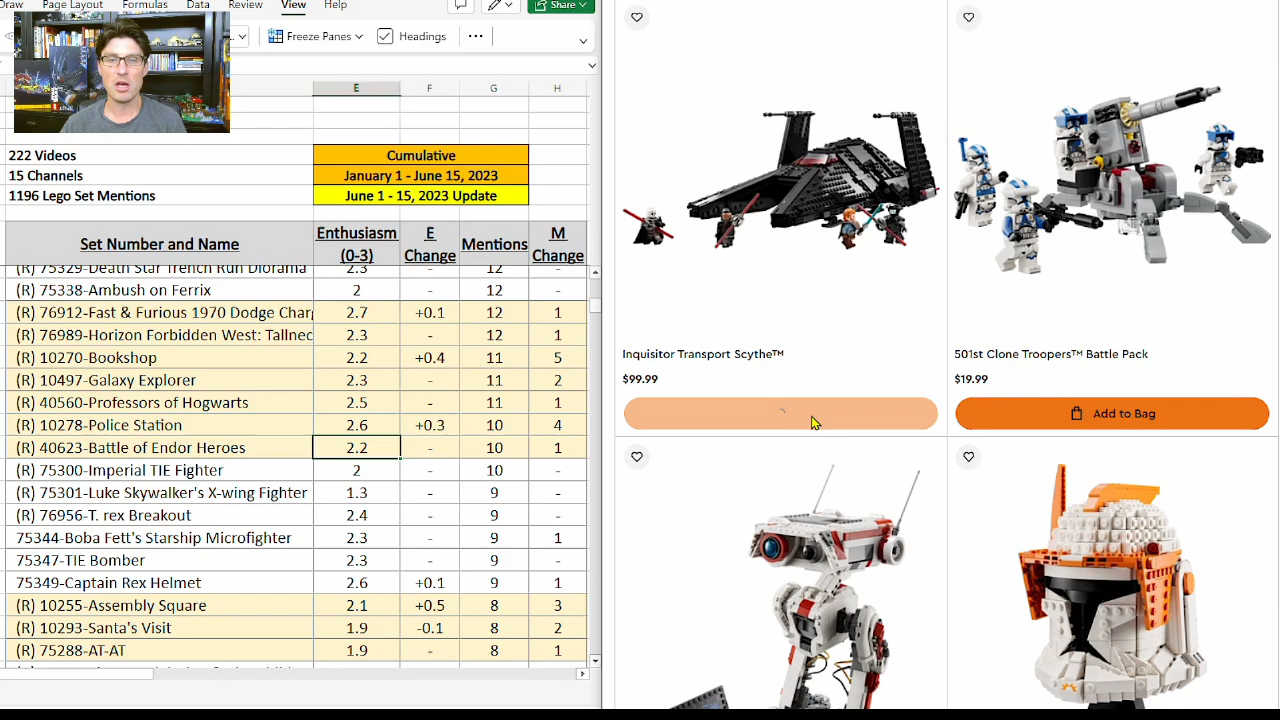 Draw Page Layout Formulas Data Review View Help Share
Freeze Panes Headings
E F G H
222 Videos Cumulative
15 Channels January 1 - June 15, 2023
1196 Lego Set Mentions June 1 - 15, 2023 Update
Set Number and Name Enthusiasm (0-3) E Change Mentions M Change
(R) 75329-Death Star Trench Run Diorama 2.3 - 12 -
(R) 75338-Ambush on Ferrix 2 - 12 -
(R) 76912-Fast & Furious 1970 Dodge Charg 2.7 +0.1 12 1
(R) 76989-Horizon Forbidden West: Tallnec 2.3 - 12 1
(R) 10270-Bookshop 2.2 +0.4 11 5
(R) 10497-Galaxy Explorer 2.3 - 11 2
(R) 40560-Professors of Hogwarts 2.5 - 11 1
(R) 10278-Police Station 2.6 +0.3 10 4
(R) 40623-Battle of Endor Heroes 2.2 - 10 1
(R) 75300-Imperial TIE Fighter 2 - 10 -
(R) 75301-Luke Skywalker's X-wing Fighter 1.3 - 9 -
(R) 76956-T. rex Breakout 2.4 - 9 -
75344-Boba Fett's Starship Microfighter 2.3 - 9 1
75347-TIE Bomber 2.3 - 9 -
75349-Captain Rex Helmet 2.6 +0.1 9 1
(R) 10255-Assembly Square 2.1 +0.5 8 3
(R) 10293-Santa's Visit 1.9 -0.1 8 2
(R) 75288-AT-AT 1.9 - 8 1
Inquisitor Transport Scythe™
$99.99
501st Clone Troopers™ Battle Pack
$19.99
Add to Bag